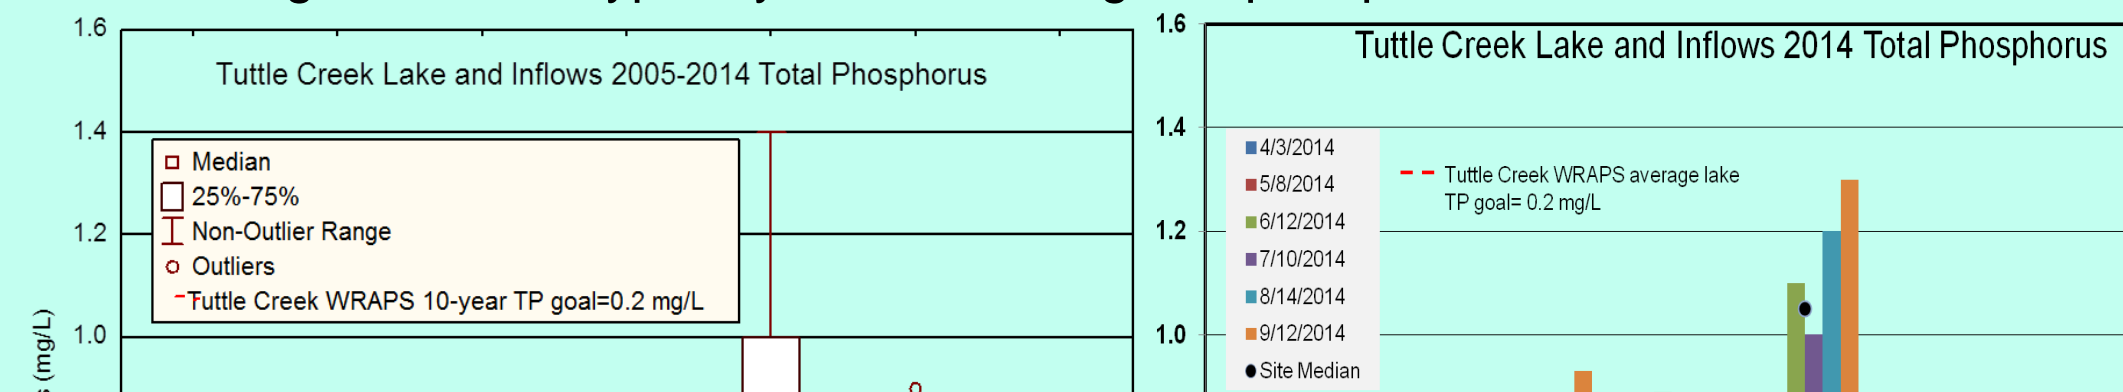 1.6
Tuttle Creek Lake and Inflows 2005-2014 Total Phosphorus
1.4
Median
25%-75%
1.2
Non-Outlier Range
Outliers
Tuttle Creek WRAPS 10-year TP goal=0.2 mg/L
1.0
(mg/L)
1.6
Tuttle Creek Lake and Inflows 2014 Total Phosphorus
1.4
4/3/2014
Tuttle Creek WRAPS average lake
TP goal= 0.2 mg/L
5/8/2014
6/12/2014
1.2
7/10/2014
8/14/2014
9/12/2014
1.0
Site Median